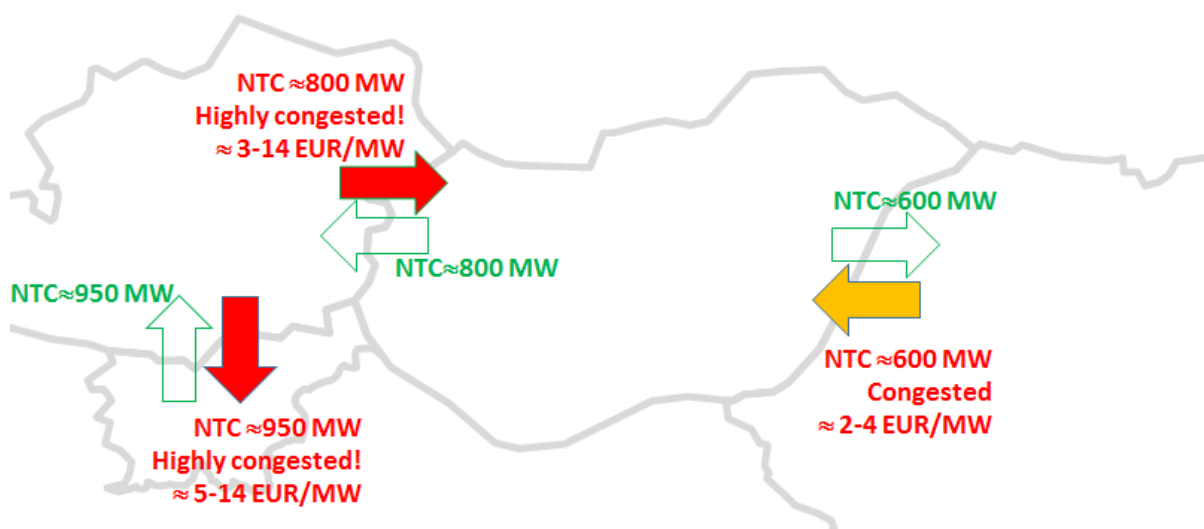 NTC ≈800 MW
Highly congested!
≈ 3-14 EUR/MW
NTC≈800 MW
NTC≈600 MW
NTC≈950 MW
NTC ≈600 MW
Congested
≈ 2-4 EUR/MW
NTC ≈950 MW
Highly congested!
≈ 5-14 EUR/MW